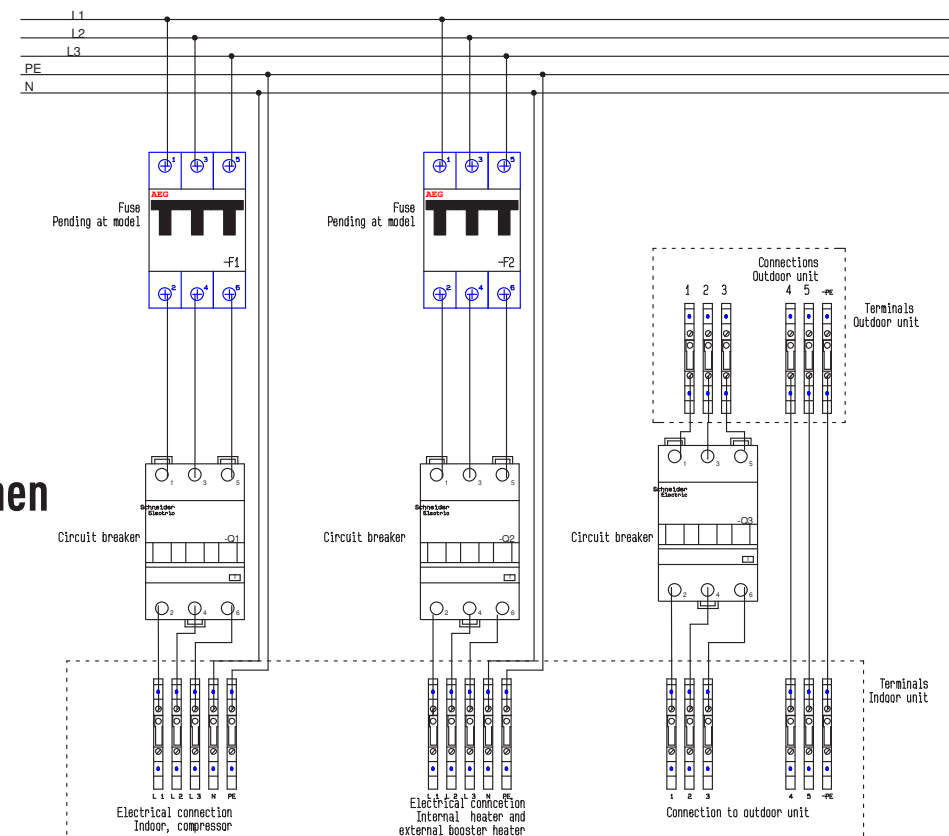 L1
L2
L3
PE
N
1 3 5
1 3 5
AEG
AEG
Fuse
Pending at model
Fuse
Pending at model
-F1
-F2
2 4 6
2 4 6
Connections
Outdoor unit
1 2 3 4 5 -PE
Terminals
Outdoor unit
nen
1 3 5
1 3 5
1 3 5
Schneider
Electric
Schneider
Electric
Schneider
Electric
Circuit breaker
-Q1
Circuit breaker
-Q2
Circuit breaker
-Q3
2 4 6
2 4 6
2 4 6
Terminals
Indoor unit
L 1 L 2 L 3 N PE
L 1 L 2 L 3 N PE
1 2 3 4 5 -PE
Electrical connection
Indoor, compressor
Electrical conncetion
Internal heater and
external booster heater
Connection to outdoor unit